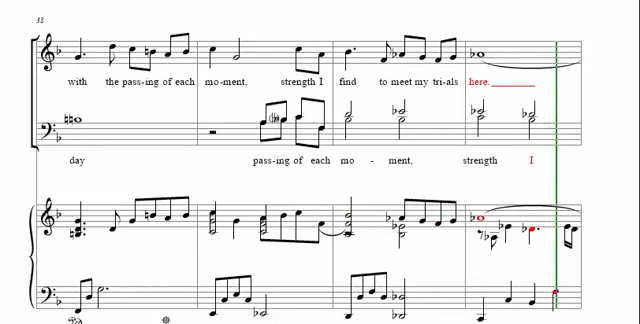 38
with the pass-ing of each mo-ment, strength I find to meet my tri-als here.
day pass-ing of each mo - ment, strength I